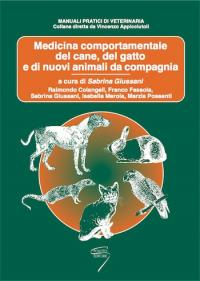 MANUALI PRATICI DI VETERINARIA
Collana diretta da Vincenzo Appicciutoli
Medicina comportamentale
del cane, del gatto
e di nuovi animali da compagnia
a cura di Sabrina Giussani
Raimondo Colangeli, Franco Fassola,
Sabrina Giussani, Isabella Merola, Marzia Possenti